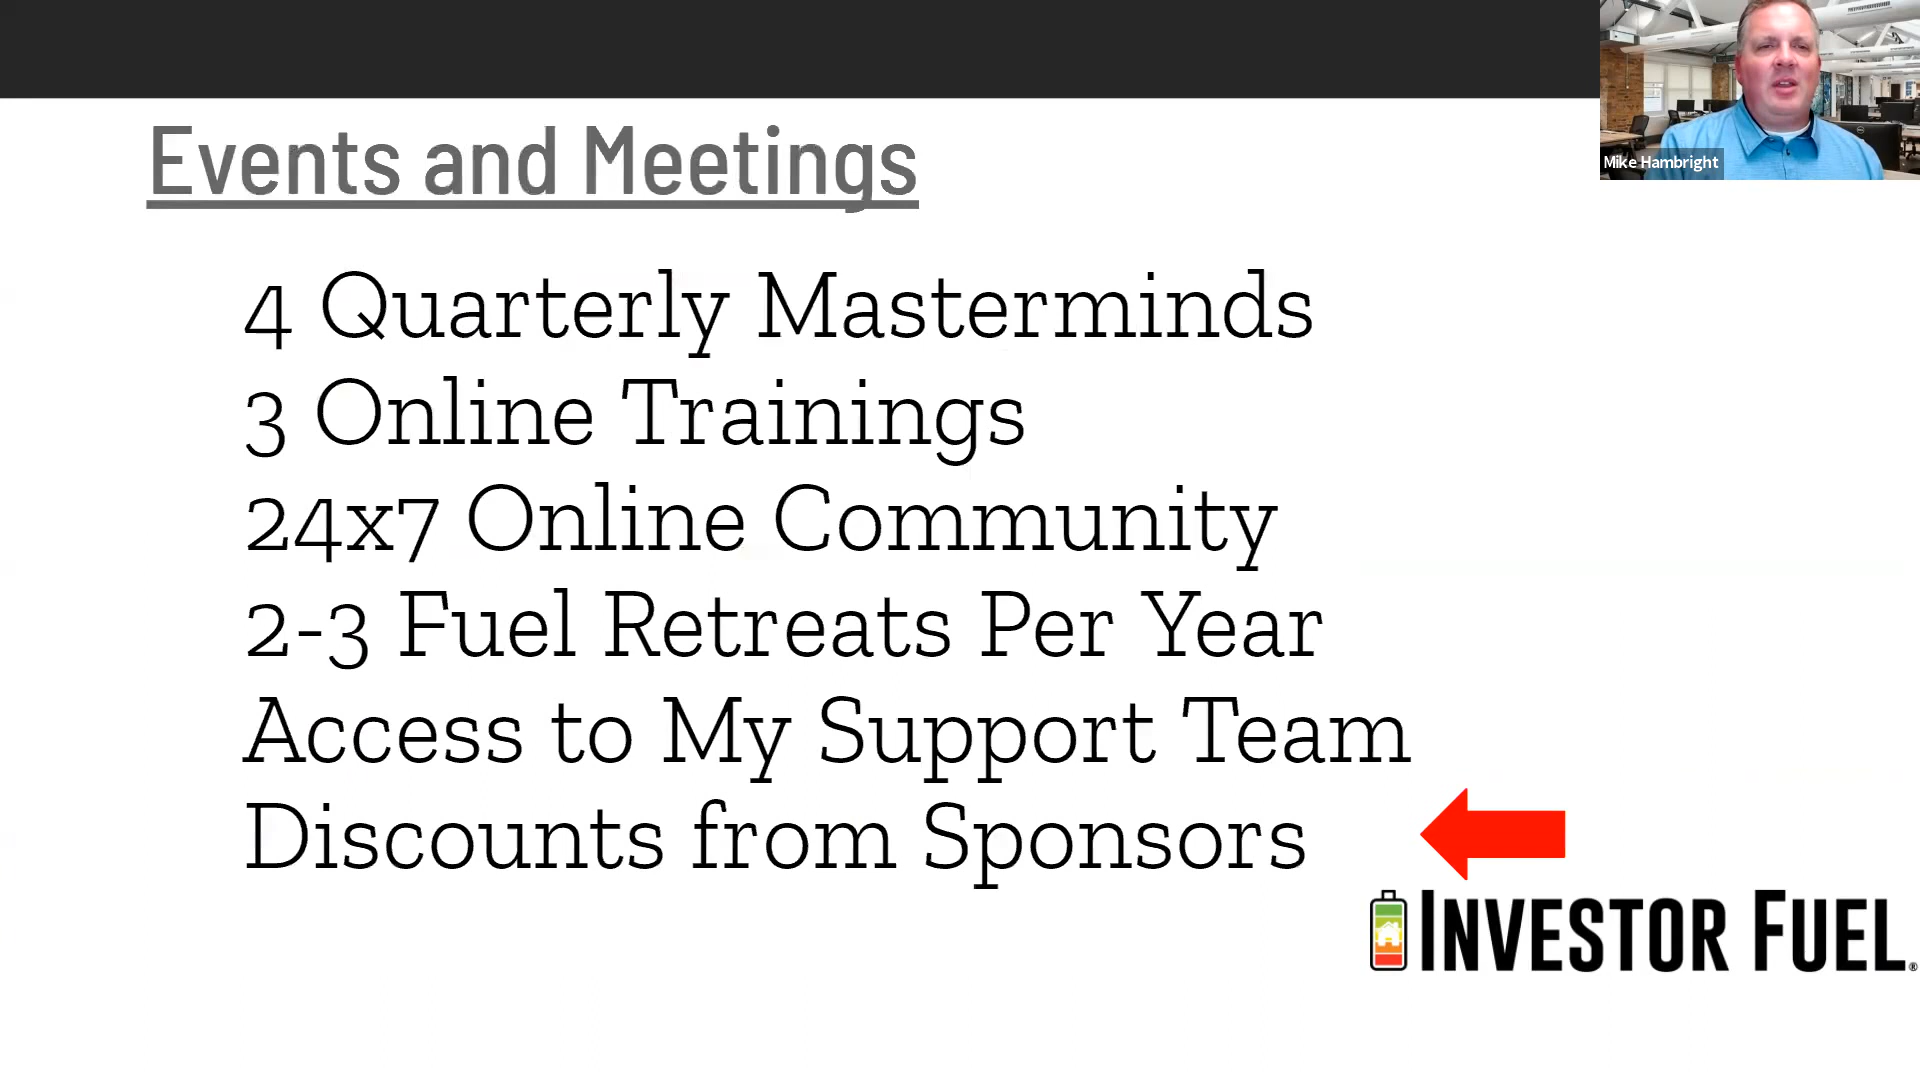 Mike Hambright
Events and Meetings
4 Quarterly Masterminds
3 Online Trainings
24x7 Online Community
2-3 Fuel Retreats Per Year
Access to My Support Team
Discounts from Sponsors
INVESTOR FUEL®